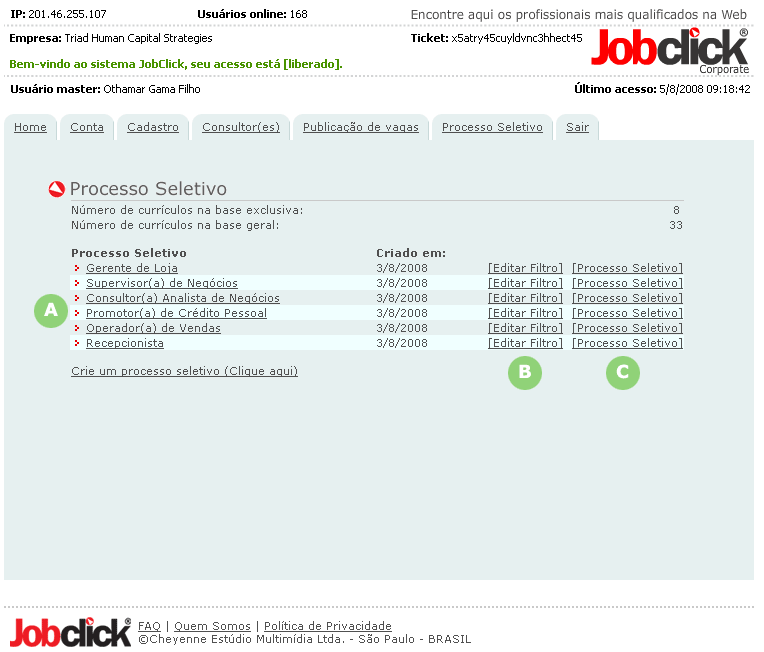 IP: 201.46.255.107 Usuários online: 168 Encontre aqui os profissionais mais qualificados na Web
Empresa: Triad Human Capital Strategies Ticket: x5atry45cuyldvnc3hhect45 Jobclick®
Corporate
Bem-vindo ao sistema JobClick, seu acesso está [liberado].
Usuário master: Othamar Gama Filho Último acesso: 5/8/2008 09:18:42
Home Conta Cadastro Consultor(es) Publicação de vagas Processo Seletivo Sair
Processo Seletivo
Número de currículos na base exclusiva: 8
Número de currículos na base geral: 33
Processo Seletivo Criado em:
Gerente de Loja 3/8/2008 [Editar Filtro] [Processo Seletivo]
Supervisor(a) de Negócios 3/8/2008 [Editar Filtro] [Processo Seletivo]
Consultor(a) Analista de Negócios 3/8/2008 [Editar Filtro] [Processo Seletivo]
A
Promotor(a) de Crédito Pessoal 3/8/2008 [Editar Filtro] [Processo Seletivo]
Operador(a) de Vendas 3/8/2008 [Editar Filtro] [Processo Seletivo]
Recepcionista 3/8/2008 [Editar Filtro] [Processo Seletivo]
Crie um processo seletivo (Clique aqui) B C
Jobclick® FAQ | Quem Somos | Política de Privacidade
©Cheyenne Estúdio Multimídia Ltda. - São Paulo - BRASIL